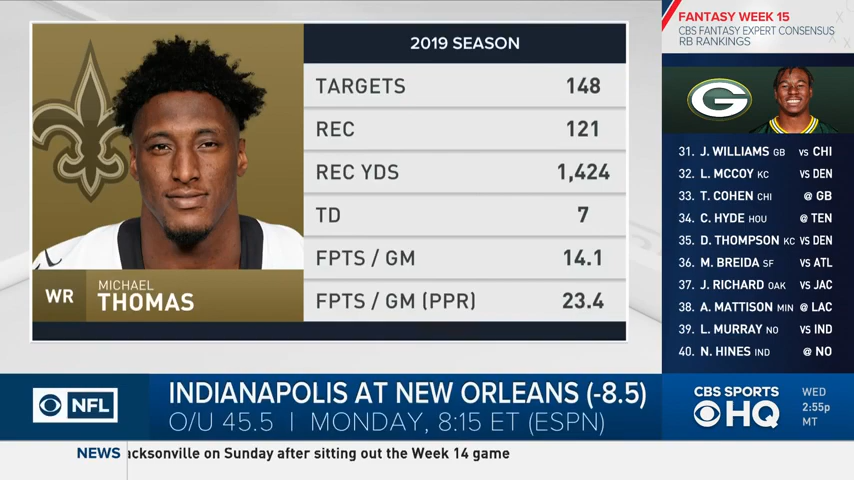 2019 SEASON
TARGETS 148
REC 121
REC YDS 1,424
TD 7
FPTS / GM 14.1
FPTS / GM (PPR) 23.4
WR
MICHAEL
THOMAS
FANTASY WEEK 15
CBS FANTASY EXPERT CONSENSUS
RB RANKINGS
G
31. J. WILLIAMS GB VS CHI
32. L. MCCOY KC VS DEN
33. T. COHEN CHI @ GB
34. C. HYDE HOU @ TEN
35. D. THOMPSON KC VS DEN
36. M. BREIDA SF VS ATL
37. J. RICHARD OAK VS JAC
38. A. MATTISON MIN @ LAC
39. L. MURRAY NO VS IND
40. N. HINES IND @ NO
NFL
INDIANAPOLIS AT NEW ORLEANS (-8.5)
O/U 45.5 | MONDAY, 8:15 ET (ESPN)
CBS SPORTS
HQ
WED
2:55p
MT
NEWS acksonville on Sunday after sitting out the Week 14 game